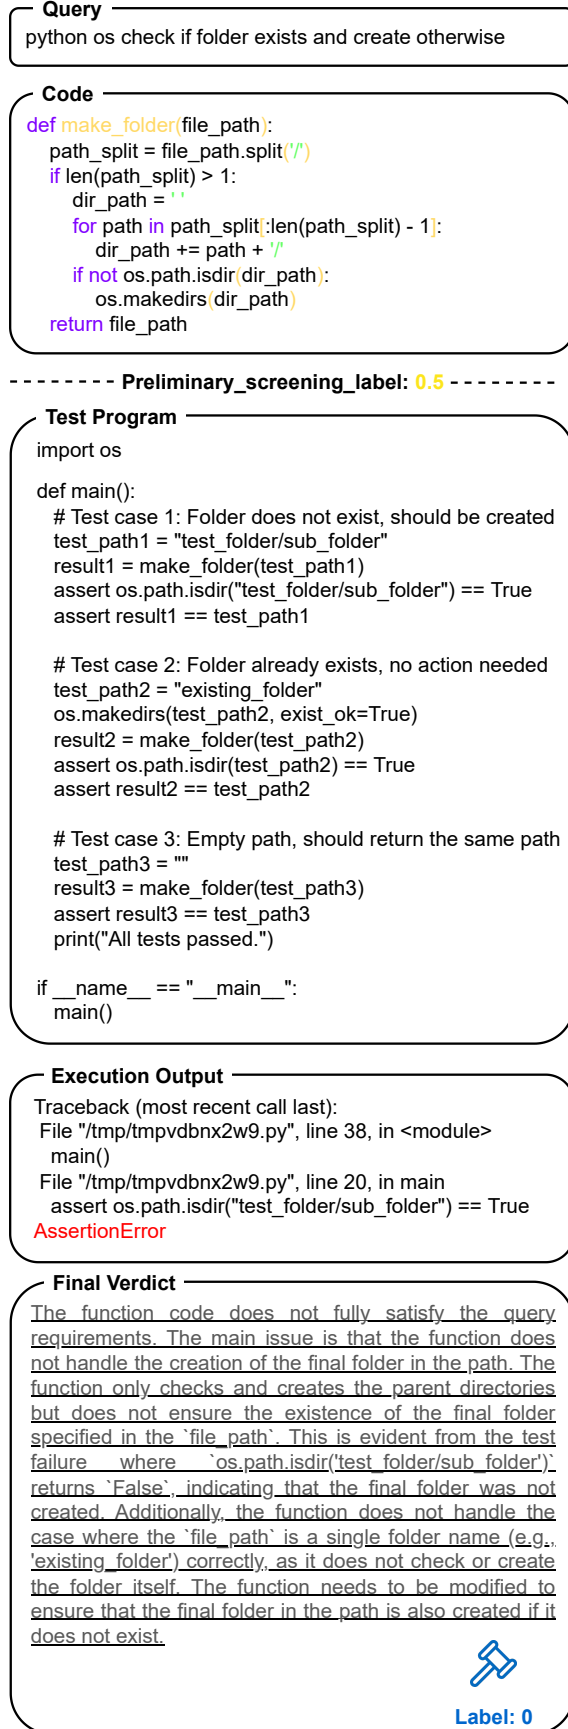 Query
python os check if folder exists and create otherwise
Code
def make_folder(file_path):
path_split = file_path.split('/')
if len(path_split) > 1:
dir_path = ' '
for path in path_split[:len(path_split) - 1]:
dir_path += path + '/'
if not os.path.isdir(dir_path):
os.makedirs(dir_path)
return file_path
Preliminary_screening_label: 0.5
Test Program
import os
def main():
# Test case 1: Folder does not exist, should be created
test_path1 = "test_folder/sub_folder"
result1 = make_folder(test_path1)
assert os.path.isdir("test_folder/sub_folder") == True
assert result1 == test_path1
# Test case 2: Folder already exists, no action needed
test_path2 = "existing_folder"
os.makedirs(test_path2, exist_ok=True)
result2 = make_folder(test_path2)
assert os.path.isdir(test_path2) == True
assert result2 == test_path2
# Test case 3: Empty path, should return the same path
test_path3 = ""
result3 = make_folder(test_path3)
assert result3 == test_path3
print("All tests passed.")
if __name__ == "__main__":
main()
Execution Output
Traceback (most recent call last):
File "/tmp/tmpvdbnx2w9.py", line 38, in <module>
main()
File "/tmp/tmpvdbnx2w9.py", line 20, in main
assert os.path.isdir("test_folder/sub_folder") == True
AssertionError
Final Verdict
The function code does not fully satisfy the query
requirements. The main issue is that the function does
not handle the creation of the final folder in the path. The
function only checks and creates the parent directories
but does not ensure the existence of the final folder
specified in the `file_path`. This is evident from the test
failure where `os.path.isdir('test_folder/sub_folder')`
returns `False`, indicating that the final folder was not
created. Additionally, the function does not handle the
case where the `file_path` is a single folder name (e.g.,
'existing_folder') correctly, as it does not check or create
the folder itself. The function needs to be modified to
ensure that the final folder in the path is also created if it
does not exist.
Label: 0